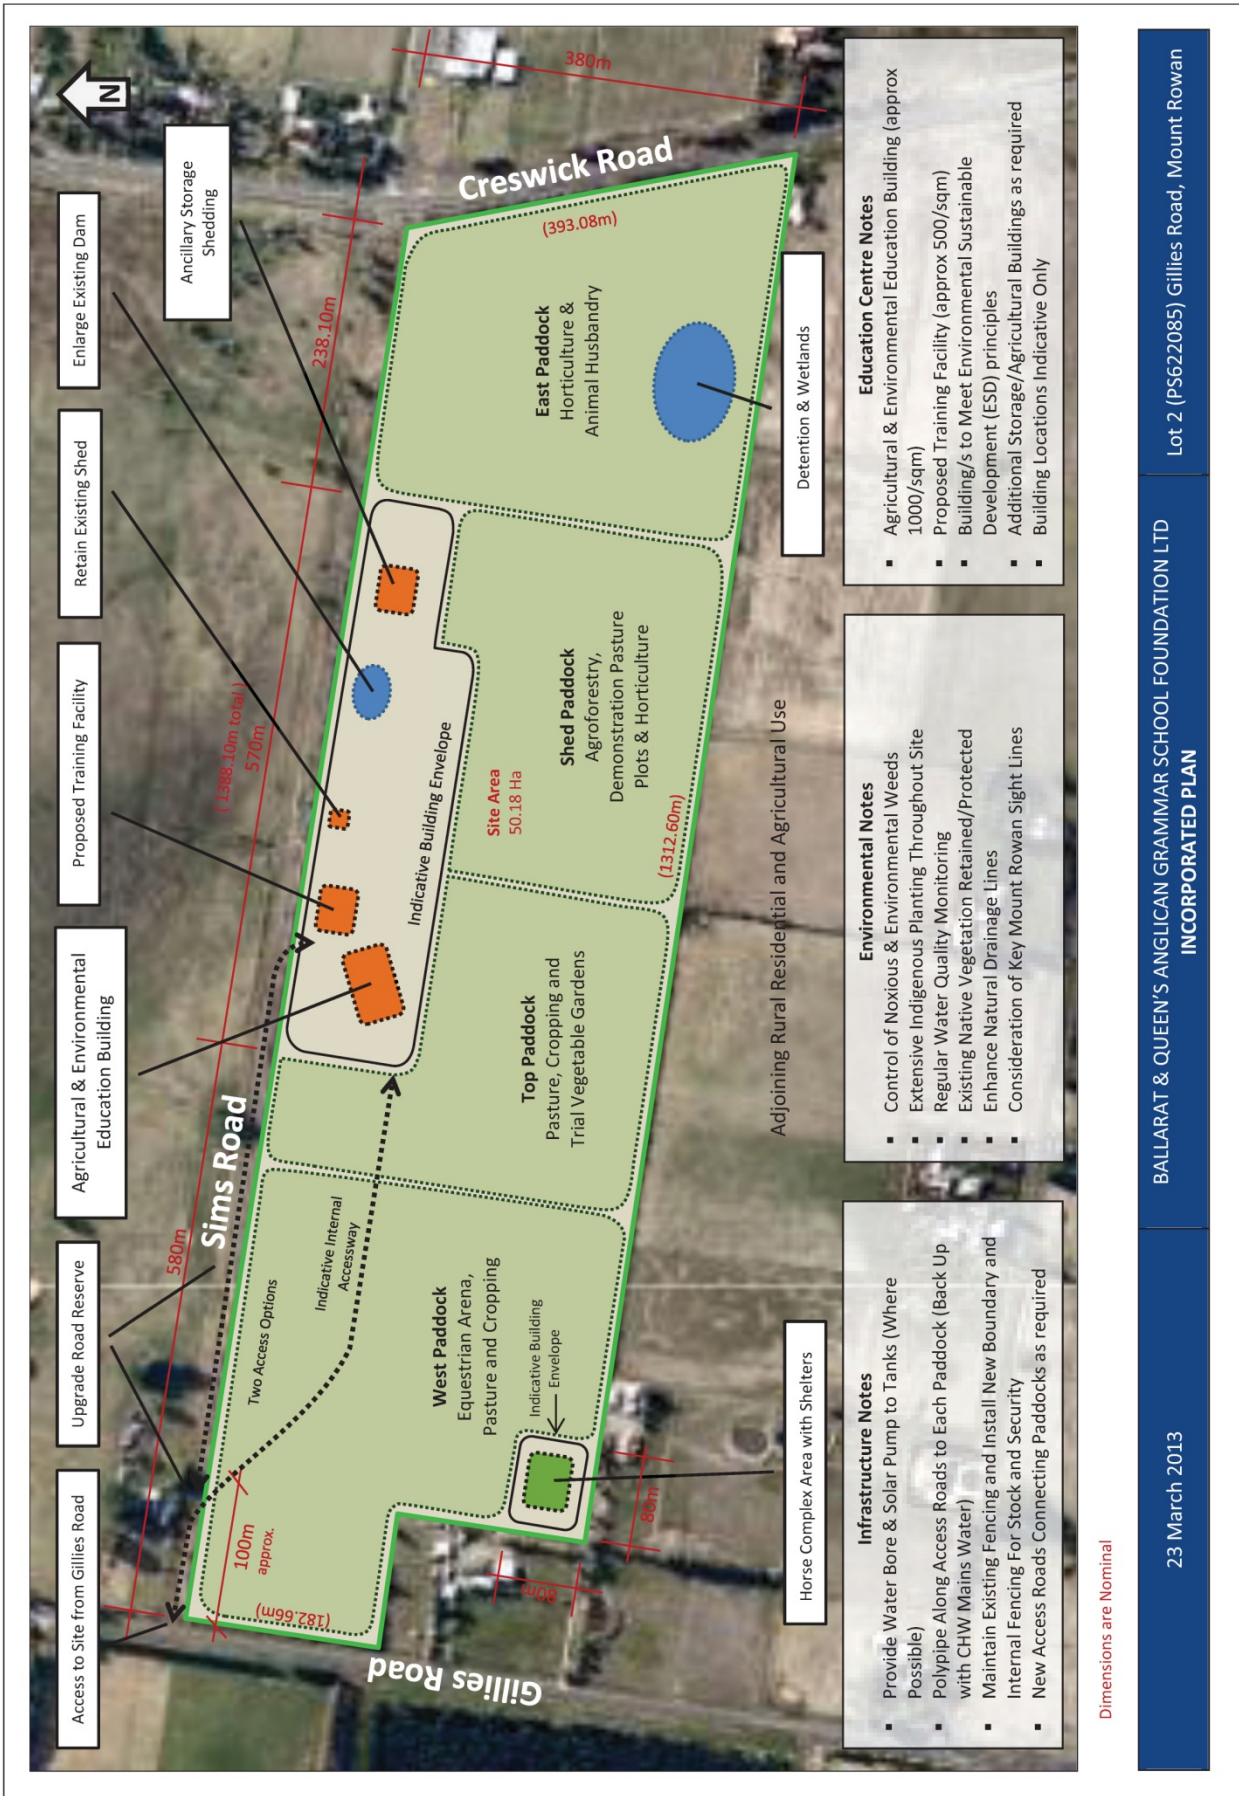 Access to Site from Gillies Road
Upgrade Road Reserve
Agricultural & Environmental
Education Building
Proposed Training Facility
Retain Existing Shed
Enlarge Existing Dam
Ancillary Storage
Shedding
N
580m
Sims Road
( 1388.10m total )
570m
238.10m
380m
Creswick Road
(393.08m)
Gillies Road
(182.66m)
100m
approx.
Two Access Options
Indicative Internal
Accessway
West Paddock
Equestrian Arena,
Pasture and Cropping
Indicative Building
Envelope
80m
80m
Top Paddock
Pasture, Cropping and
Trial Vegetable Gardens
Indicative Building Envelope
Site Area
50.18 Ha
Shed Paddock
Agroforestry,
Demonstration Pasture
Plots & Horticulture
(1312.60m)
East Paddock
Horticulture &
Animal Husbandry
Adjoining Rural Residential and Agricultural Use
Horse Complex Area with Shelters
Detention & Wetlands
Infrastructure Notes
▪ Provide Water Bore & Solar Pump to Tanks (Where
Possible)
▪ Polypipe Along Access Roads to Each Paddock (Back Up
with CHW Mains Water)
▪ Maintain Existing Fencing and Install New Boundary and
Internal Fencing For Stock and Security
▪ New Access Roads Connecting Paddocks as required
Environmental Notes
▪ Control of Noxious & Environmental Weeds
▪ Extensive Indigenous Planting Throughout Site
▪ Regular Water Quality Monitoring
▪ Existing Native Vegetation Retained/Protected
▪ Enhance Natural Drainage Lines
▪ Consideration of Key Mount Rowan Sight Lines
Education Centre Notes
▪ Agricultural & Environmental Education Building (approx
1000/sqm)
▪ Proposed Training Facility (approx 500/sqm)
▪ Building/s to Meet Environmental Sustainable
Development (ESD) principles
▪ Additional Storage/Agricultural Buildings as required
▪ Building Locations Indicative Only
Dimensions are Nominal
23 March 2013
BALLARAT & QUEEN'S ANGLICAN GRAMMAR SCHOOL FOUNDATION LTD
INCORPORATED PLAN
Lot 2 (PS622085) Gillies Road, Mount Rowan